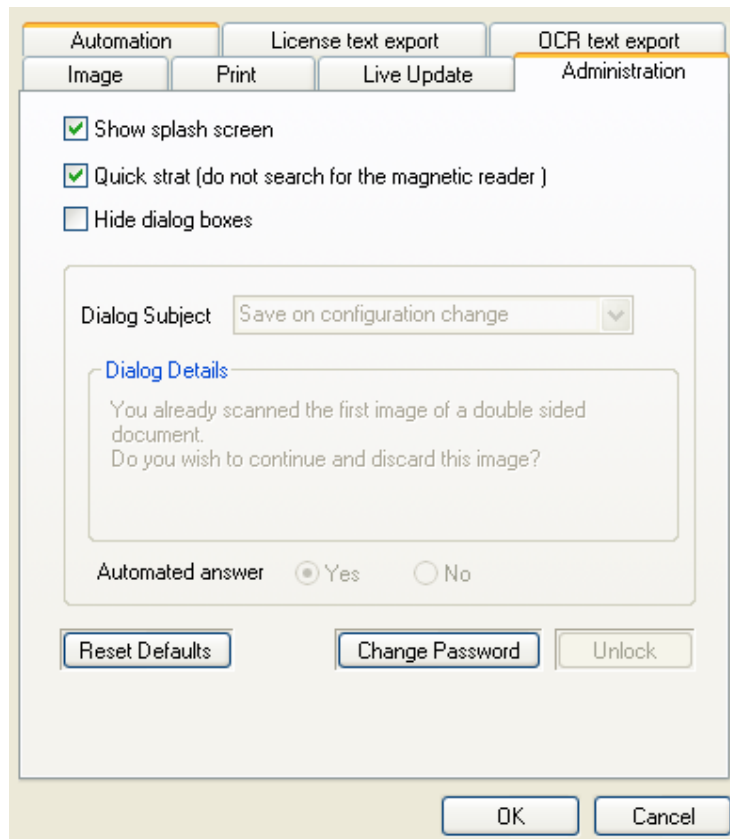 Automation License text export OCR text export
Image Print Live Update Administration
Show splash screen
Quick strat (do not search for the magnetic reader )
Hide dialog boxes
Dialog Subject Save on configuration change
Dialog Details
You already scanned the first image of a double sided
document.
Do you wish to continue and discard this image?
Automated answer Yes No
Reset Defaults Change Password Unlock
OK Cancel